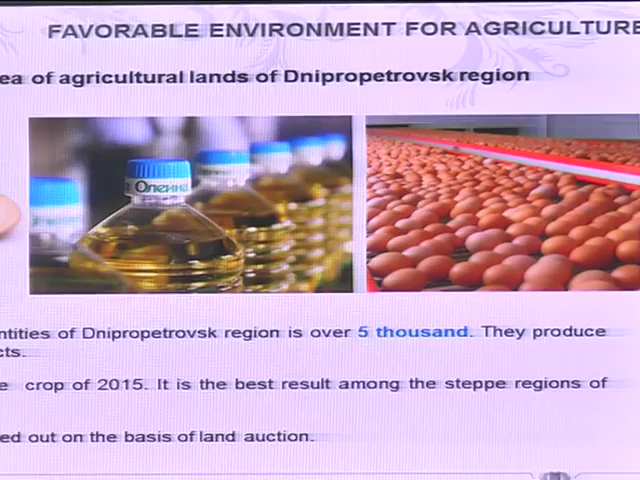 FAVORABLE ENVIRONMENT FOR AGRICULTURE
ea of agricultural lands of Dnipropetrovsk region
Олейна
ntities of Dnipropetrovsk region is over 5 thousand. They produce
cts.
e crop of 2015. It is the best result among the steppe regions of
ed out on the basis of land auction.